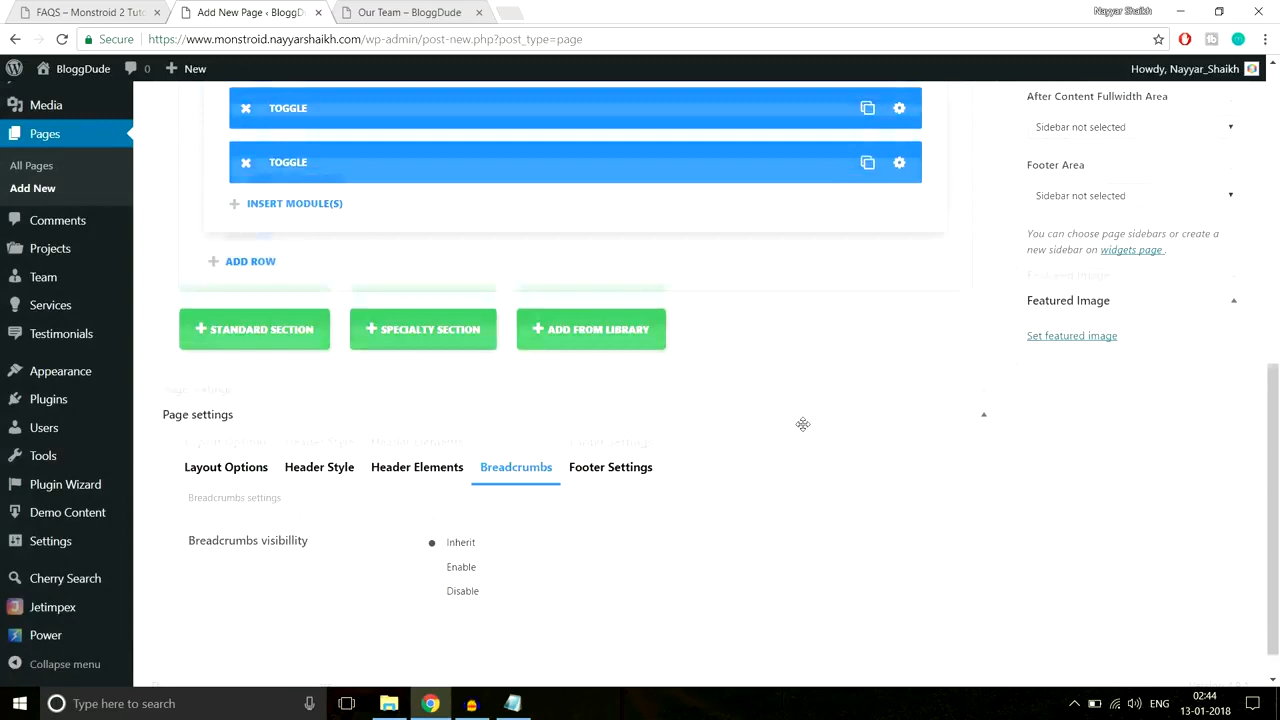 FAQS – Monstroid 2 Tuto
Add New Page ‹ BloggD
Our Team – BloggDude
Nayyar Shaikh
Secure
https://www.monstroid.nayyarshaikh.com/wp-admin/post-new.php?post_type=page
BloggDude
0
New
Howdy, Nayyar_Shaikh
Media
Pages
All Pages
Add New
Comments
Projects
Team
Services
Testimonials
Appearance
Plugins
Users
Tools
Plugin Wizard
Demo Content
Settings
Cherry Search
Jetimpex
Power
Collapse menu
TOGGLE
TOGGLE
INSERT MODULE(S)
ADD ROW
STANDARD SECTION
SPECIALTY SECTION
ADD FROM LIBRARY
Page settings
Layout Options
Header Style
Header Elements
Breadcrumbs
Footer Settings
Breadcrumbs settings
Breadcrumbs visibillity
Inherit
Enable
Disable
After Content Fullwidth Area
Sidebar not selected
Footer Area
Sidebar not selected
You can choose page sidebars or create a
new sidebar on widgets page .
Featured Image
Set featured image
Type here to search
ENG
02:44
13-01-2018